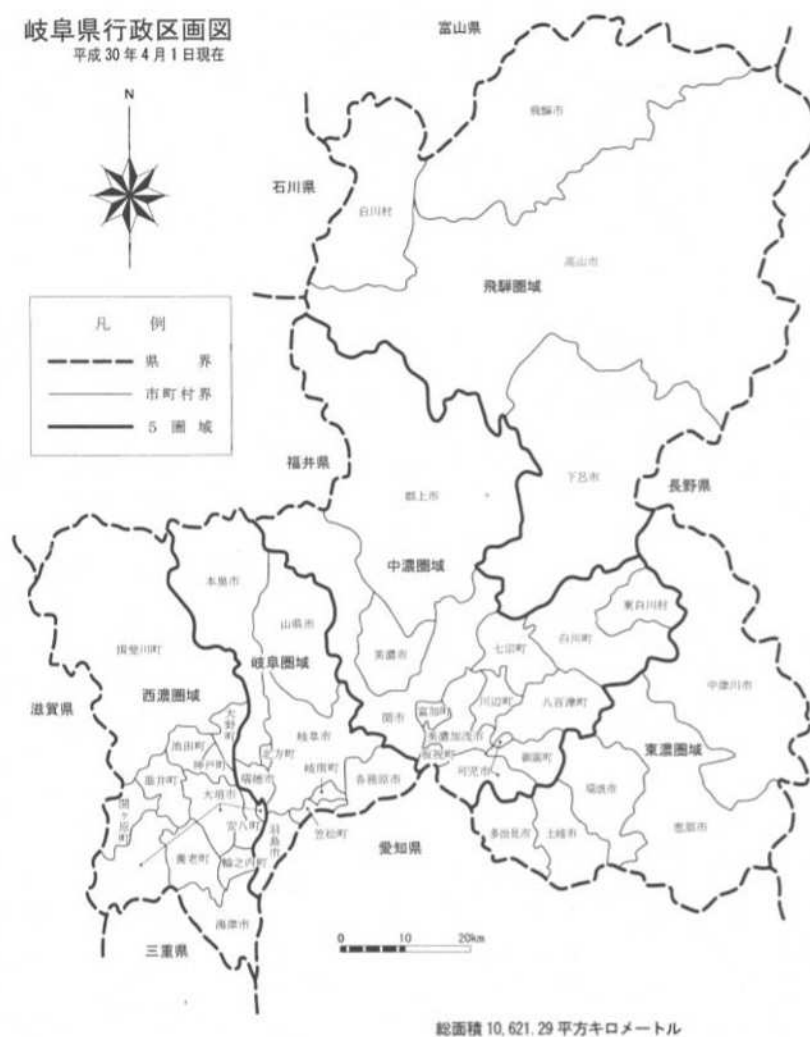 岐阜県行政区画図
平成30年4月1日現在
N
凡例
県界
市町村界
5圏域
富山県
石川県
福井県
長野県
滋賀県
三重県
愛知県
飛騨市
白川村
高山市
飛騨圏域
下呂市
郡上市
中濃圏域
東白川村
白川町
七宗町
本巣市
山県市
美濃市
揖斐川町
岐阜圏域
西濃圏域
中津川市
八百津町
川辺町
関市
富加町
東濃圏域
大野町
岐阜市
美濃加茂市
坂祝町
御嵩町
池田町
北方町
神戸町
岐南町
可児市
垂井町
瑞穂市
各務原市
瑞浪市
大垣市
関ヶ原町
恵那市
安八町
羽島市
笠松町
多治見市
土岐市
養老町
輪之内町
海津市
0 10 20km
総面積 10,621.29 平方キロメートル